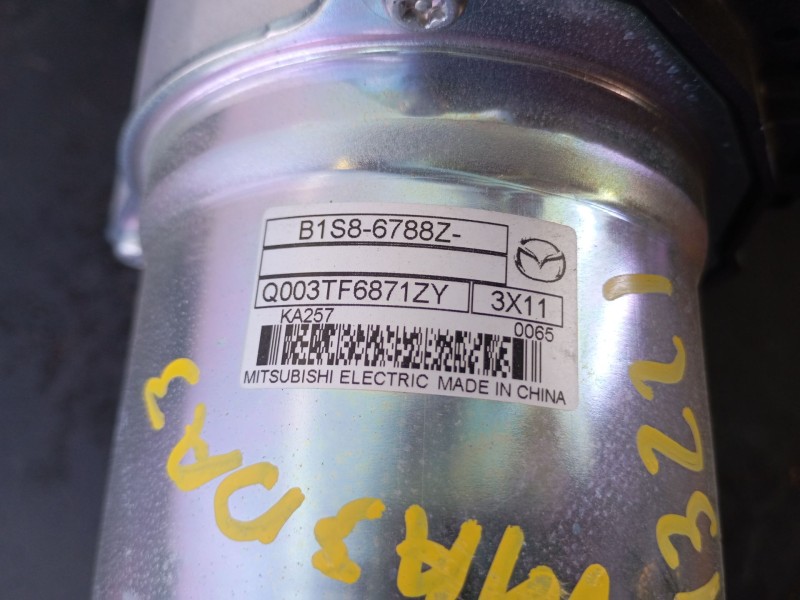 B1S8-6788Z-
Q003TF6871ZY 3X11
KA257 0065
MITSUBISHI ELECTRIC MADE IN CHINA